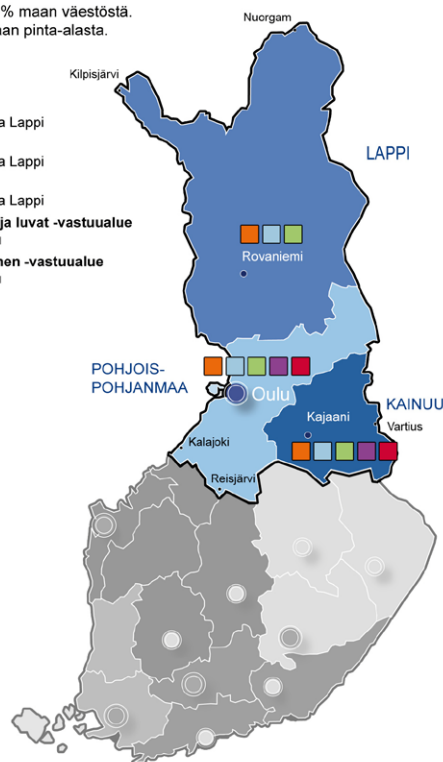 % maan väestöstä.
an pinta-alasta.
Nuorgam
Kilpisjärvi
a Lappi
LAPPI
a Lappi
a Lappi
ja luvat -vastuualue
nen -vastuualue
Rovaniemi
POHJOIS-
POHJANMAA
Oulu
KAINUU
Kajaani
Vartius
Kalajoki
Reisjärvi